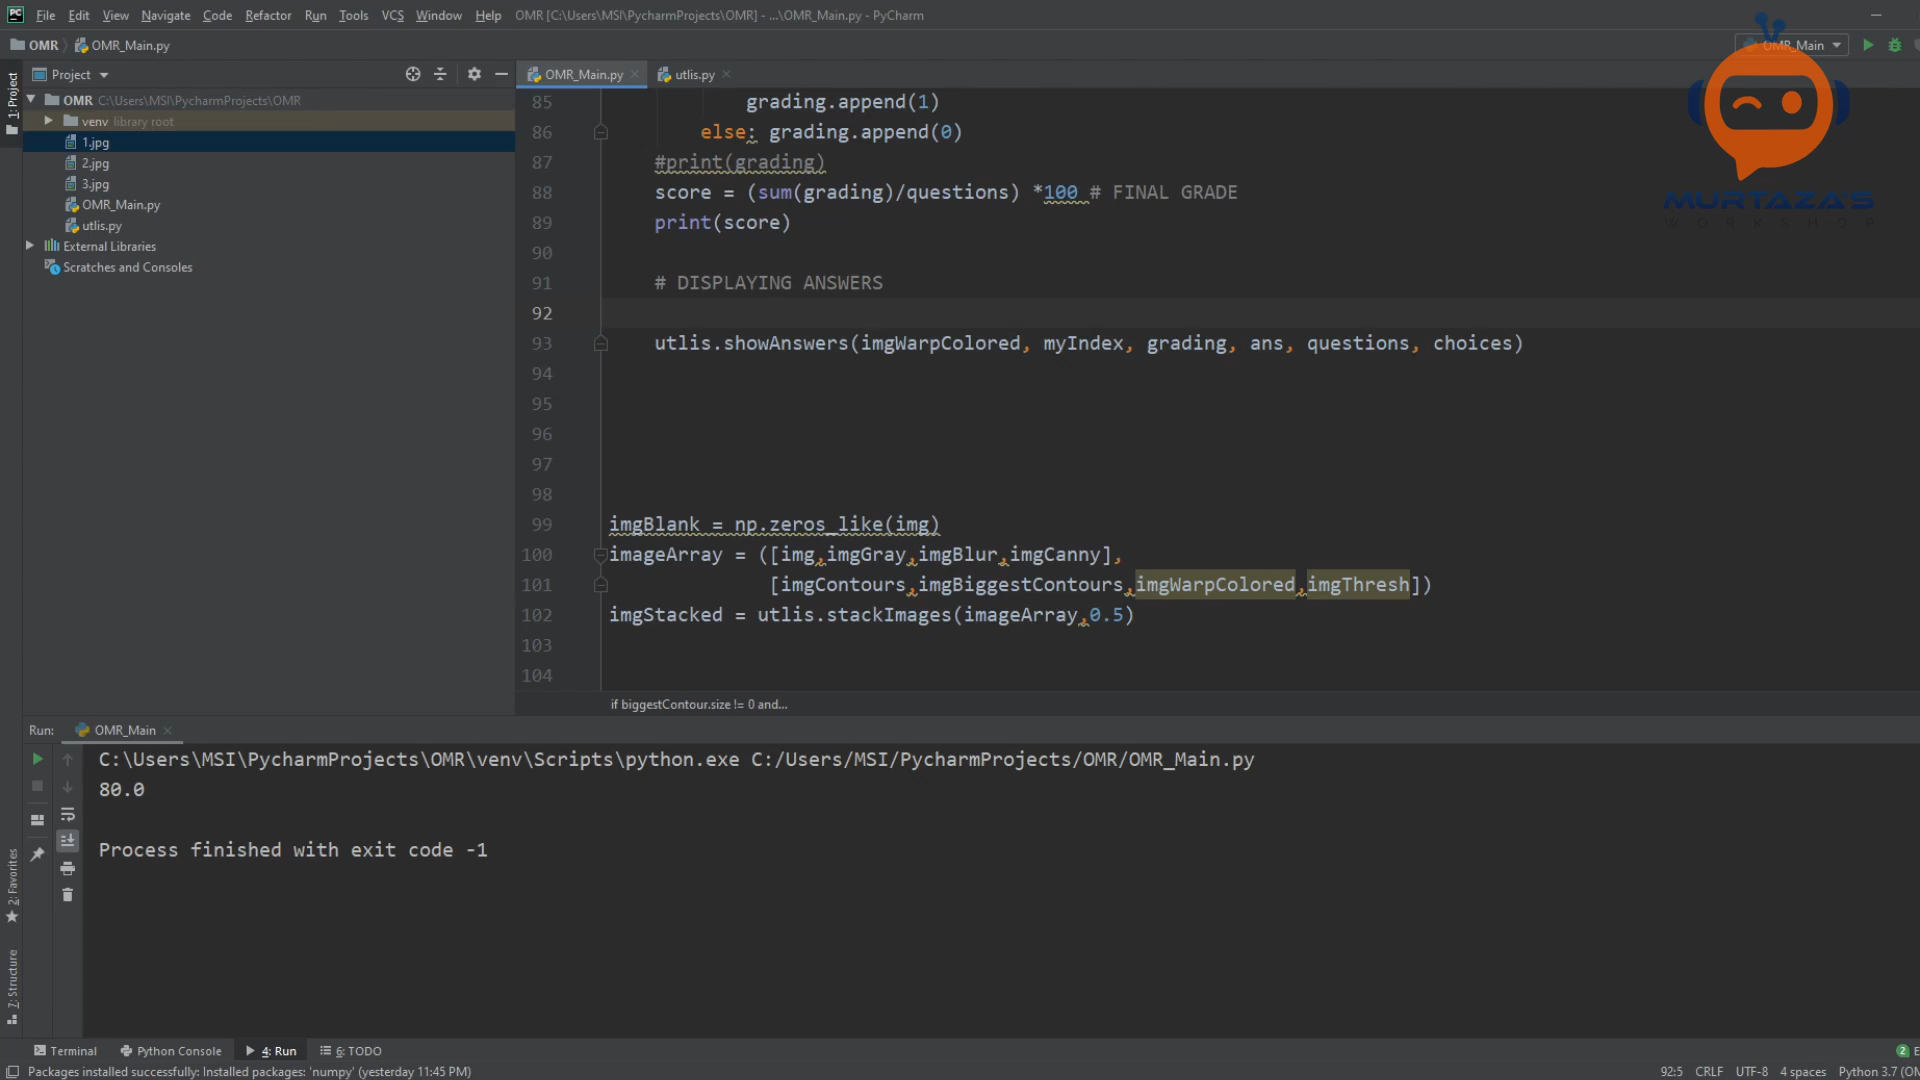 File Edit View Navigate Code Refactor Run Tools VCS Window Help OMR [C:\Users\MSI\PycharmProjects\OMR] - ...\OMR_Main.py - PyCharm
OMR OMR_Main.py
OMR_Main
Project
OMR_Main.py utlis.py
1: Project
OMR C:\Users\MSI\PycharmProjects\OMR
venv library root
1.jpg
2.jpg
3.jpg
OMR_Main.py
utlis.py
External Libraries
Scratches and Consoles
MURTAZA'S
WORKSHOP
85 grading.append(1)
86 else: grading.append(0)
87 #print(grading)
88 score = (sum(grading)/questions) *100 # FINAL GRADE
89 print(score)
90
91 # DISPLAYING ANSWERS
92
93 utlis.showAnswers(imgWarpColored, myIndex, grading, ans, questions, choices)
94
95
96
97
98
99 imgBlank = np.zeros_like(img)
100 imageArray = ([img,imgGray,imgBlur,imgCanny],
101 [imgContours,imgBiggestContours,imgWarpColored,imgThresh])
102 imgStacked = utlis.stackImages(imageArray,0.5)
103
104
if biggestContour.size != 0 and...
Run: OMR_Main
C:\Users\MSI\PycharmProjects\OMR\venv\Scripts\python.exe C:/Users/MSI/PycharmProjects/OMR/OMR_Main.py
80.0
Process finished with exit code -1
2: Favorites
7: Structure
Terminal Python Console 4: Run 6: TODO 2 E
Packages installed successfully: Installed packages: 'numpy' (yesterday 11:45 PM) 92:5 CRLF UTF-8 4 spaces Python 3.7 (OM